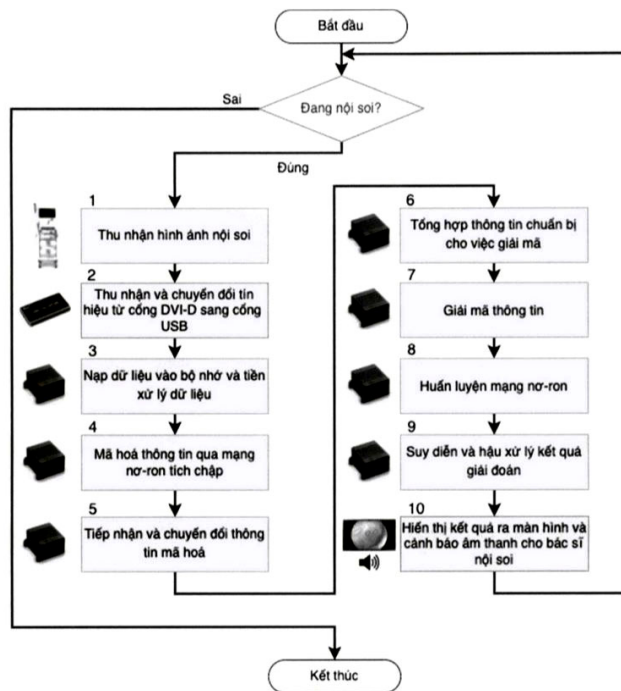 Bắt đầu
Đang nội soi?
Sai
Đúng
1
Thu nhận hình ảnh nội soi
2
Thu nhận và chuyển đổi tín
hiệu từ cổng DVI-D sang cổng
USB
3
Nạp dữ liệu vào bộ nhớ và tiền
xử lý dữ liệu
4
Mã hoá thông tin qua mạng
nơ-ron tích chập
5
Tiếp nhận và chuyển đổi thông
tin mã hoá
6
Tổng hợp thông tin chuẩn bị
cho việc giải mã
7
Giải mã thông tin
8
Huấn luyện mạng nơ-ron
9
Suy diễn và hậu xử lý kết quả
giải đoán
10
Hiển thị kết quả ra màn hình và
cảnh báo âm thanh cho bác sĩ
nội soi
Kết thúc